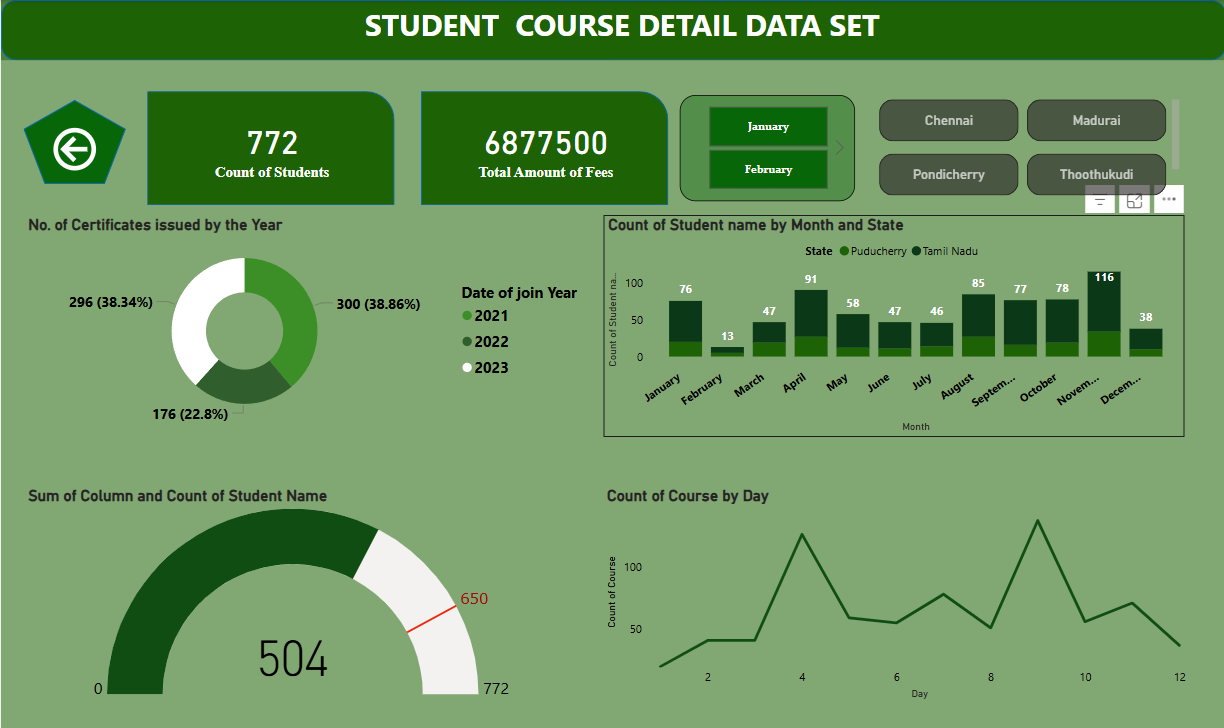 STUDENT  COURSE DETAIL DATA SET
772
Count of Students
6877500
Total Amount of Fees
January
February
Chennai
Madurai
Pondicherry
Thoothukudi
No. of Certificates issued by the Year
296 (38.34%)
300 (38.86%)
176 (22.8%)
Date of join Year
2021
2022
2023
Count of Student name by Month and State
State Puducherry Tamil Nadu
Count of Student na...
100
50
0
76
13
47
91
58
47
46
85
77
78
116
38
January
February
March
April
May
June
July
August
Septem...
October
Novem...
Decem...
Month
Sum of Column and Count of Student Name
650
504
0
772
Count of Course by Day
Count of Course
100
50
2
4
6
8
10
12
Day